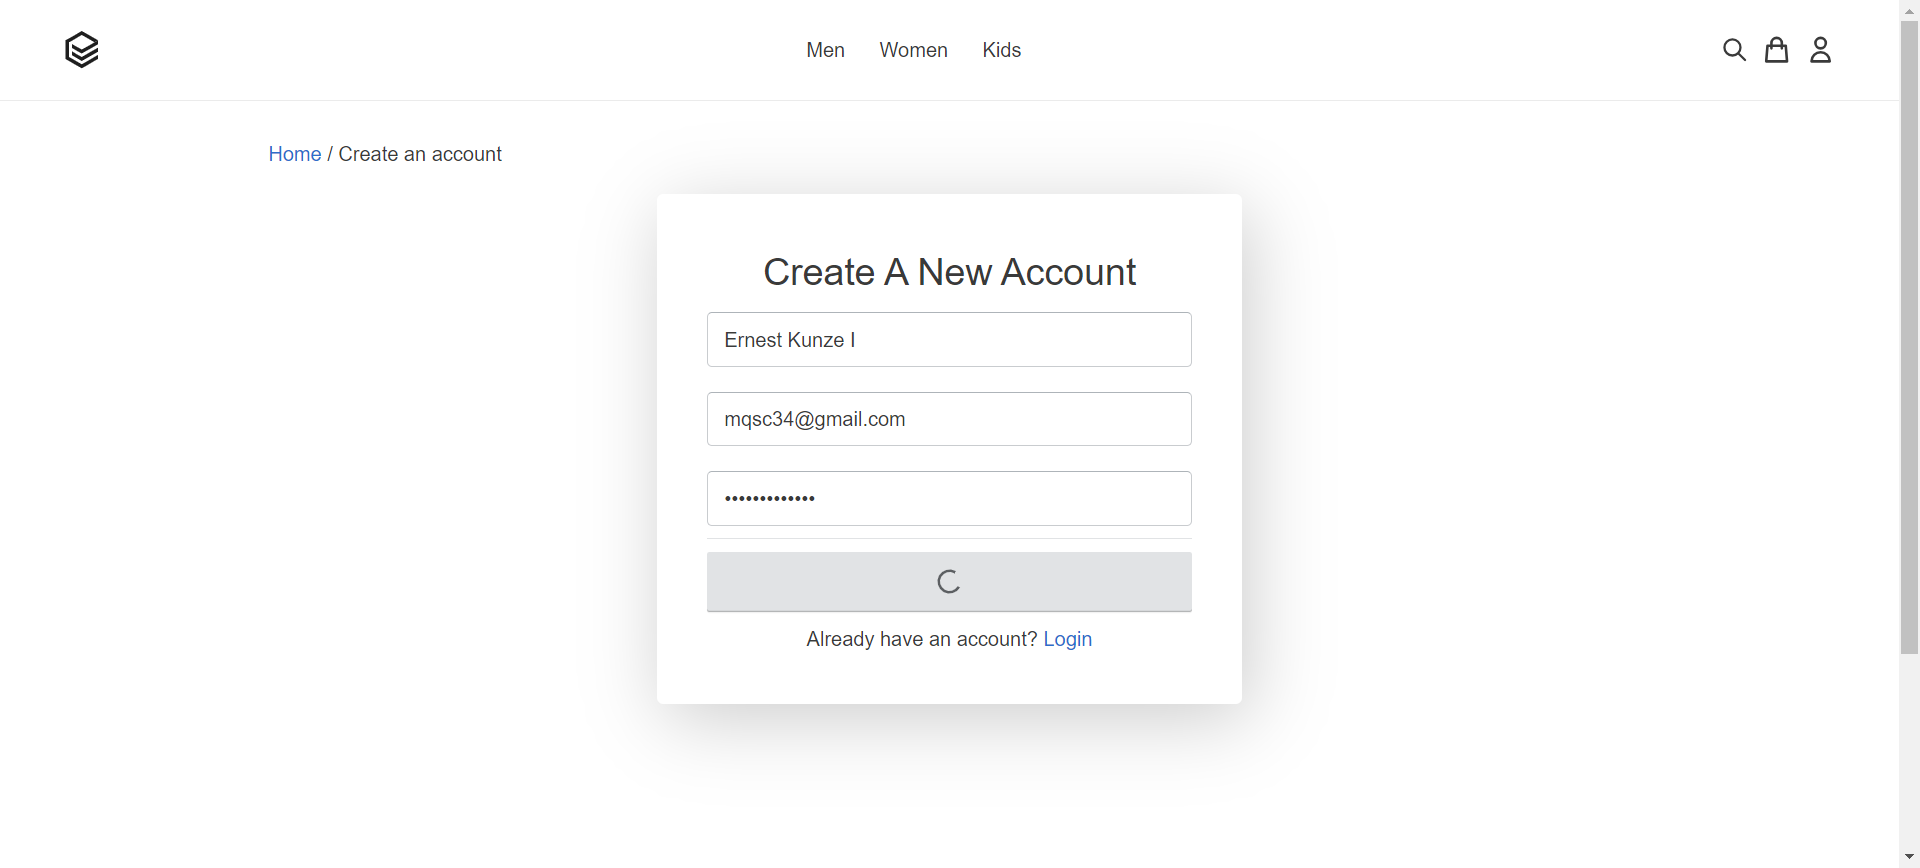 Men Women Kids
Home / Create an account
Create A New Account
Ernest Kunze I
mqsc34@gmail.com
•••••••••••••
Already have an account? Login